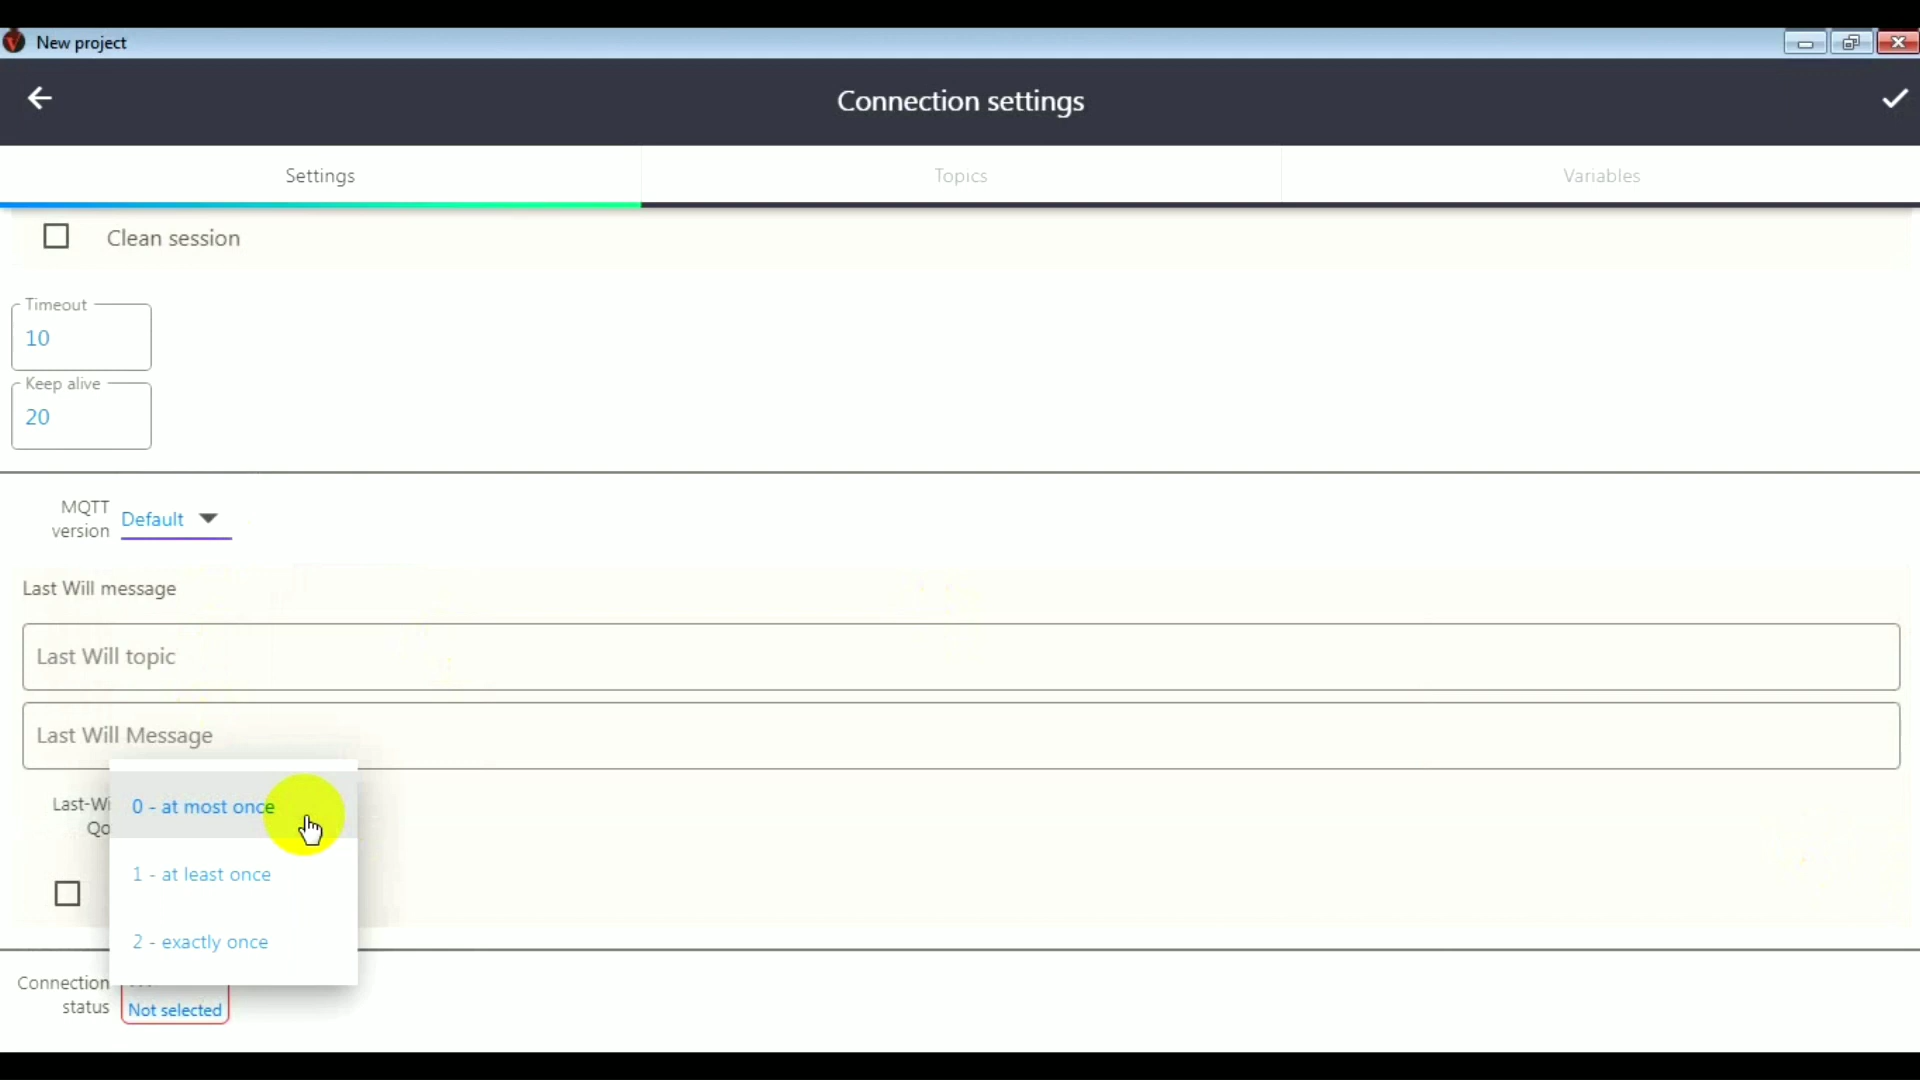 New project
Connection settings
Settings
Topics
Variables
Clean session
Timeout
10
Keep alive
20
MQTT
version
Default
Last Will message
Last Will topic
Last Will Message
0 - at most once
1 - at least once
2 - exactly once
Connection
status
Not selected